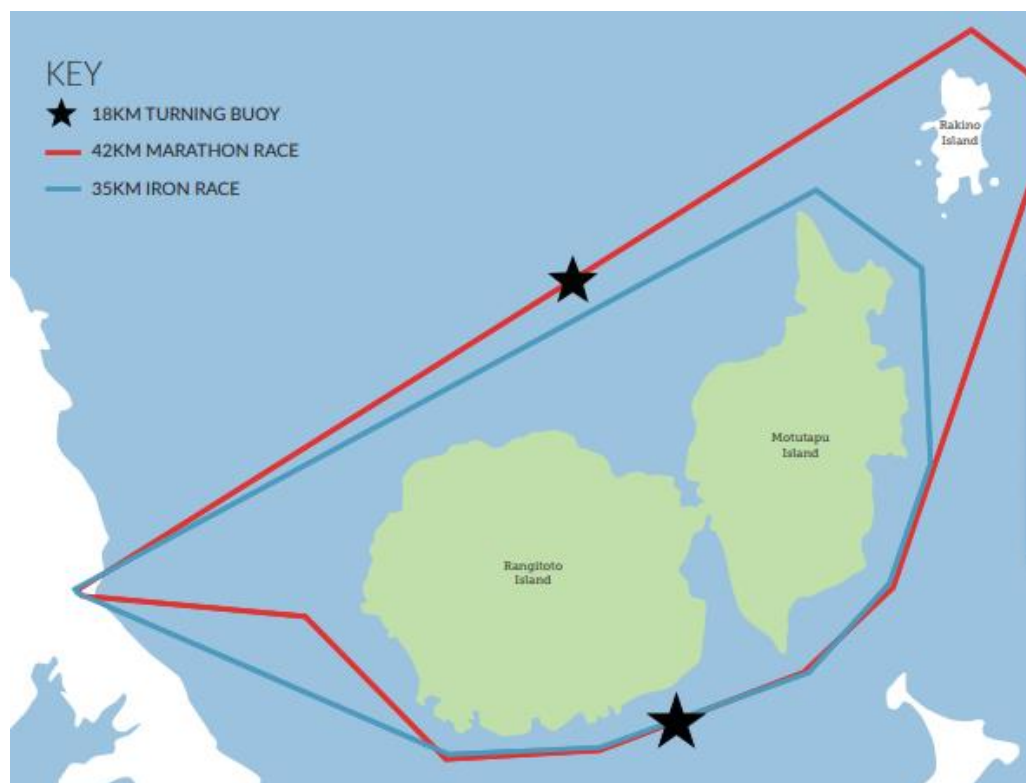 KEY
18KM TURNING BUOY
42KM MARATHON RACE
35KM IRON RACE
Rakino
Island
Motutapu
Island
Rangitoto
Island